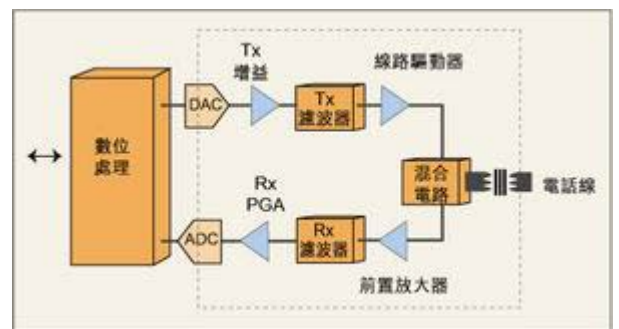 Tx
增益
線路驅動器
DAC
Tx
濾波器
數位
處理
混合
電路
電話線
Rx
PGA
ADC
Rx
濾波器
前置放大器